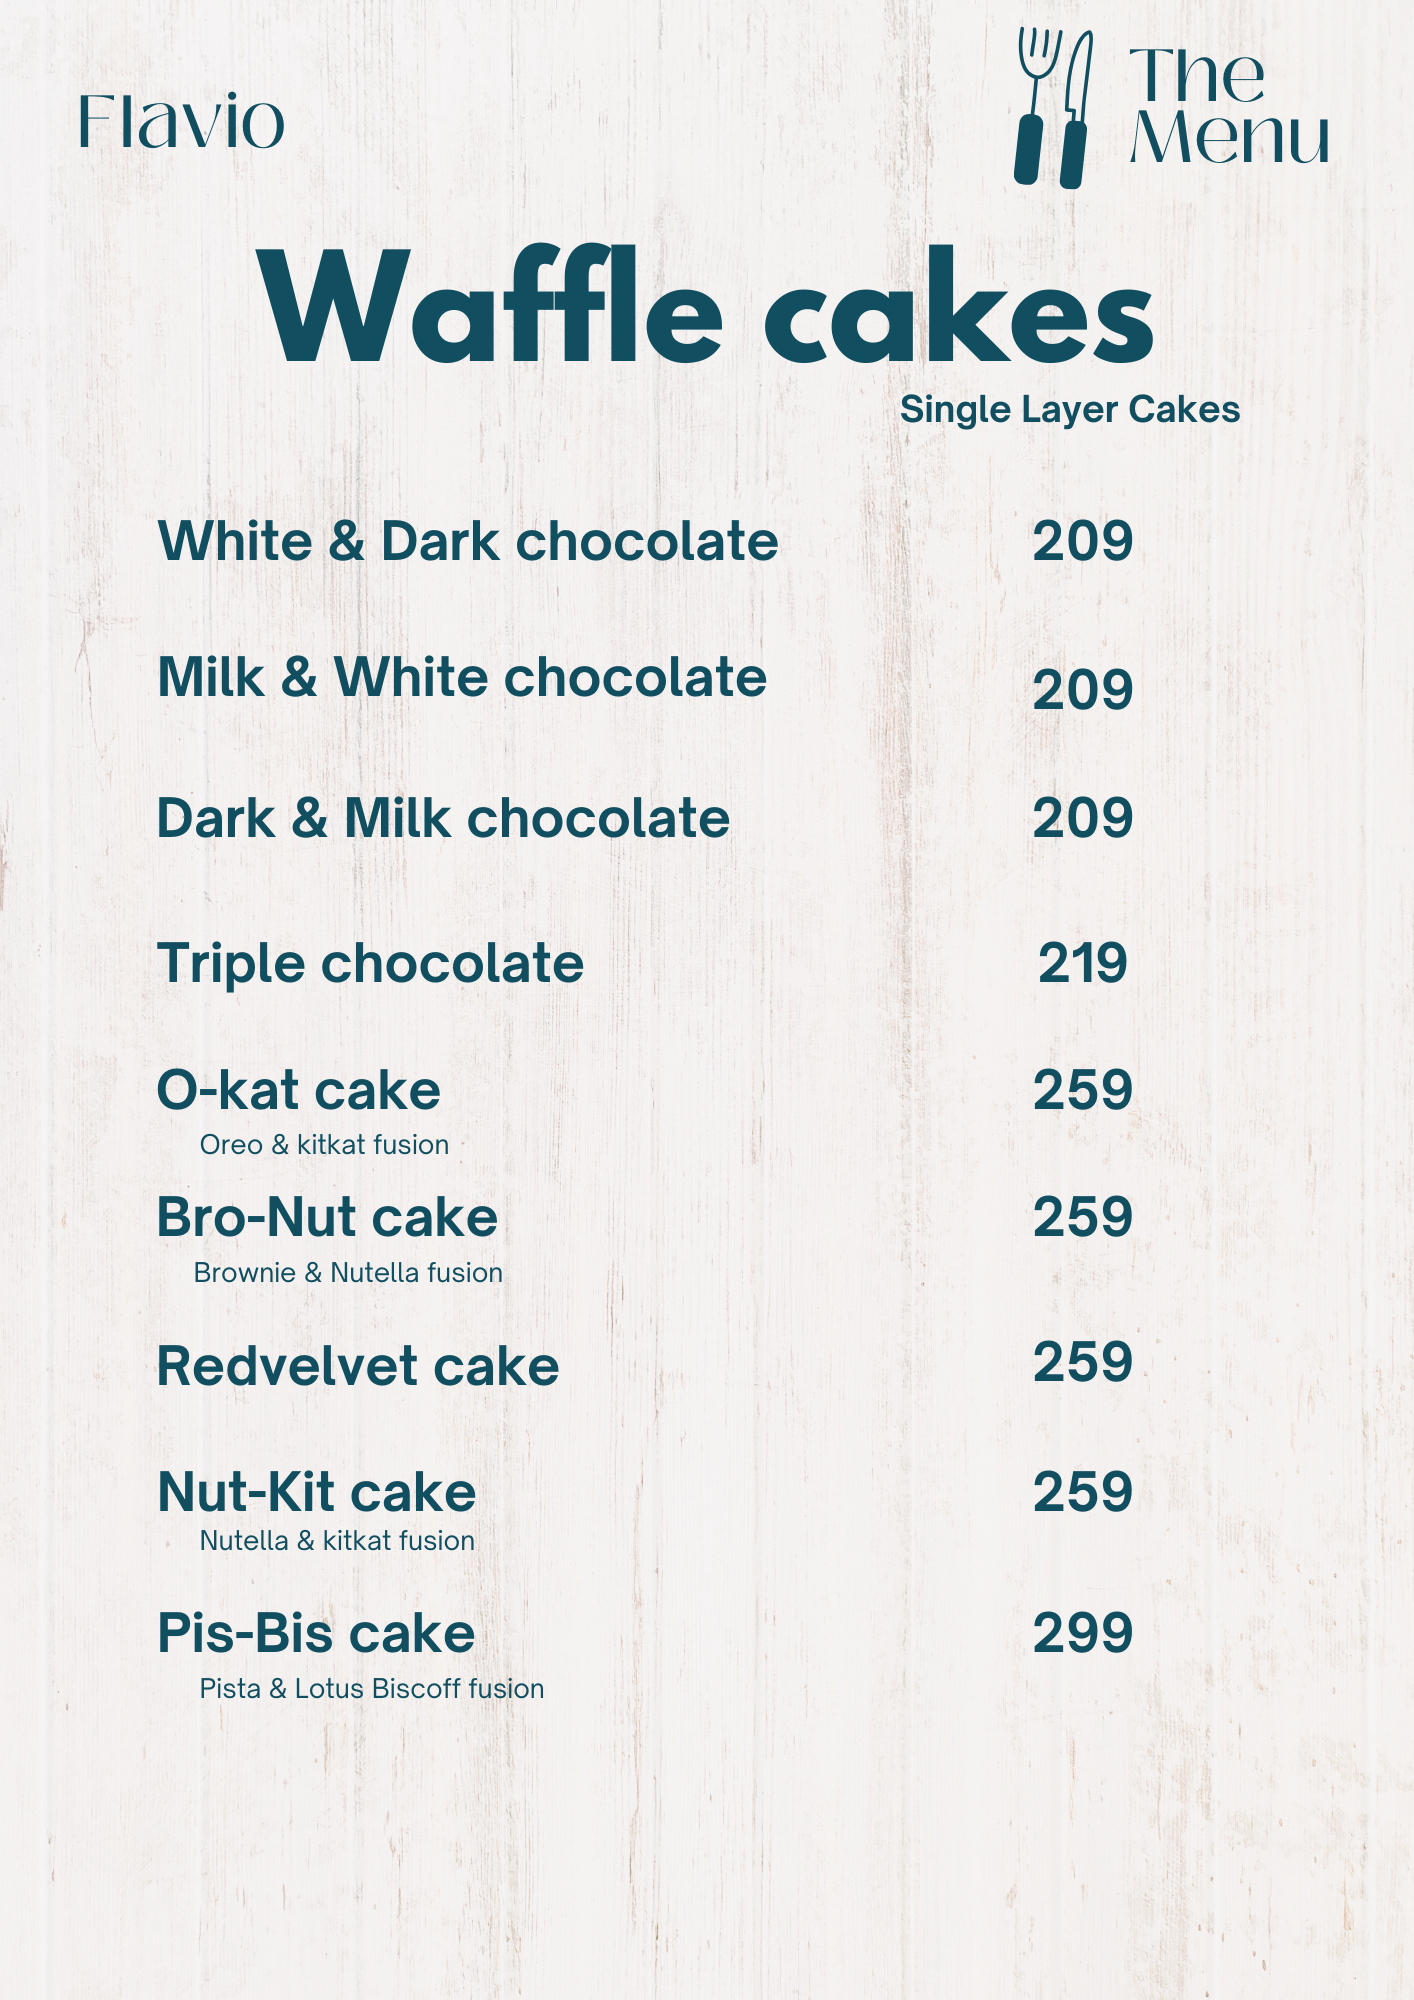 Flavio
The
Menu
Waffle cakes
Single Layer Cakes
White & Dark chocolate 209
Milk & White chocolate 209
Dark & Milk chocolate 209
Triple chocolate 219
O-kat cake 259
Oreo & kitkat fusion
Bro-Nut cake 259
Brownie & Nutella fusion
Redvelvet cake 259
Nut-Kit cake 259
Nutella & kitkat fusion
Pis-Bis cake 299
Pista & Lotus Biscoff fusion